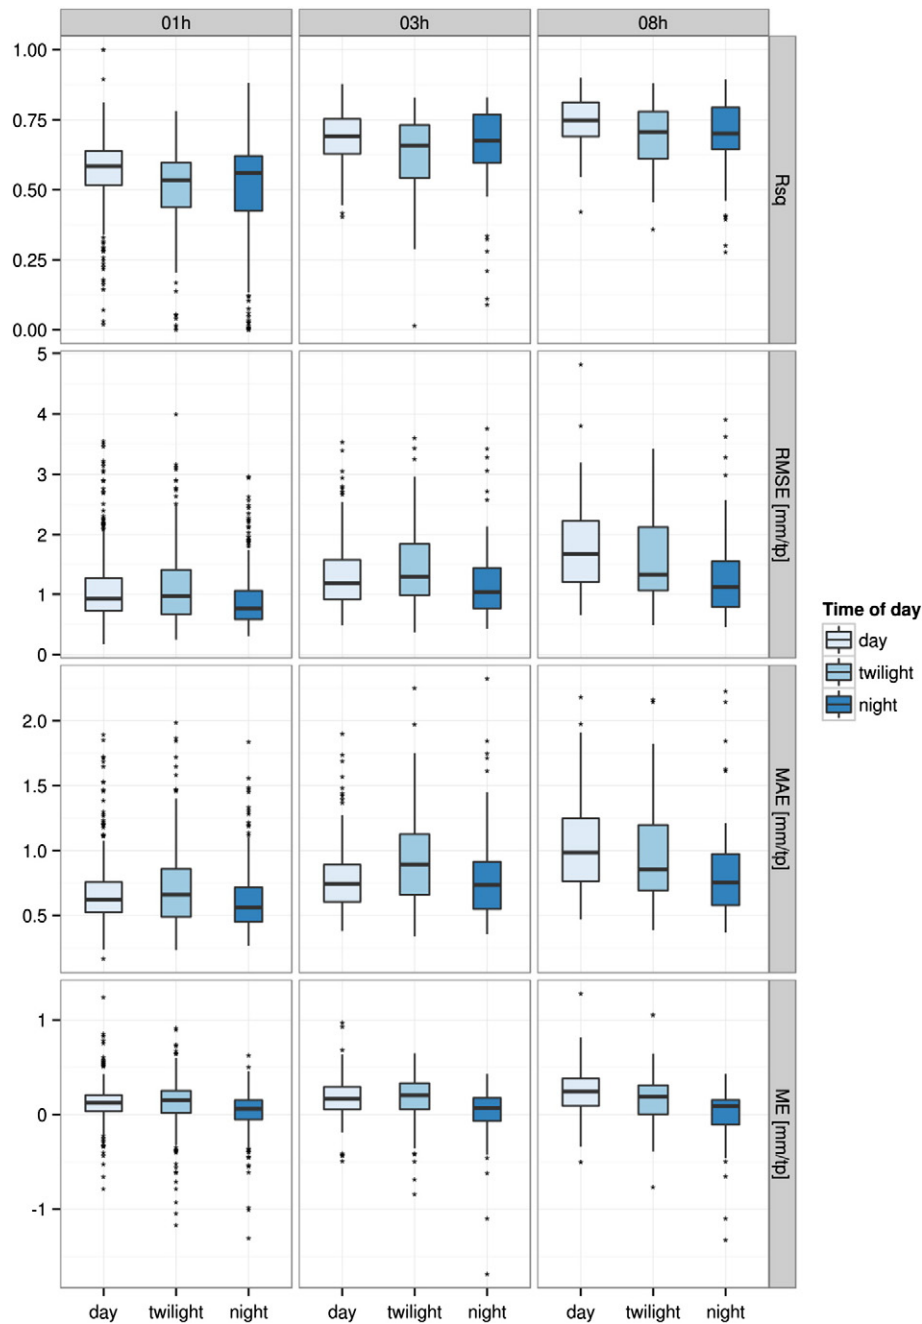 01h 03h 08h
1.00
0.75
0.50
0.25
0.00
Rsq
5
4
3
2
1
0
RMSE [mm/tp]
Time of day
day
twilight
night
2.0
1.5
1.0
0.5
MAE [mm/tp]
1
0
-1
ME [mm/tp]
day twilight night day twilight night day twilight night